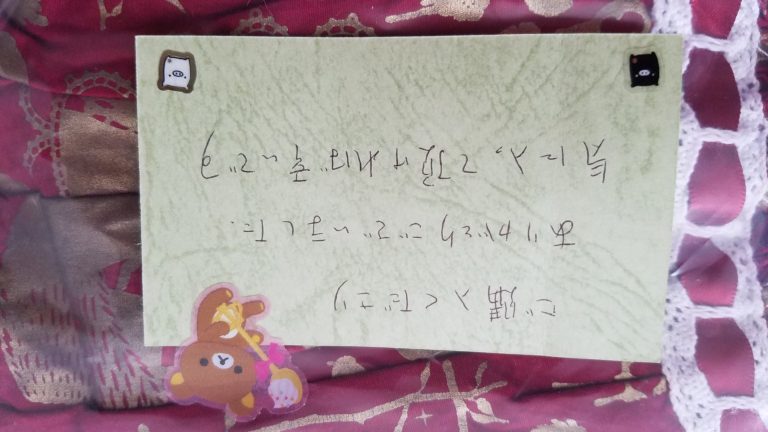 ご購入くださり
ありがとうございました。
気に入って頂ければ幸いです